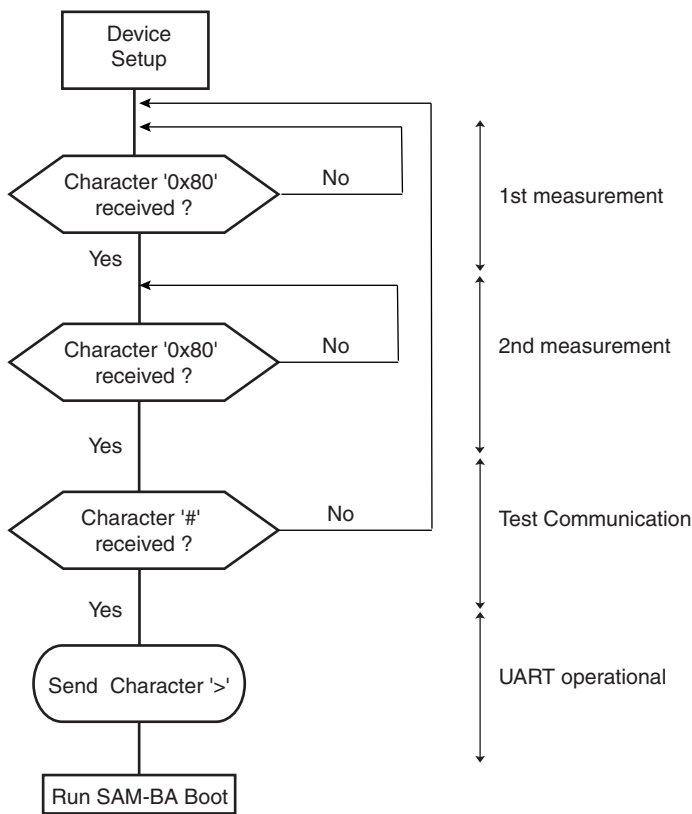 Device
Setup
Character '0x80'
received ?
No
1st measurement
Yes
Character '0x80'
received ?
No
2nd measurement
Yes
Character '#'
received ?
No
Test Communication
Yes
Send Character '>'
UART operational
Run SAM-BA Boot